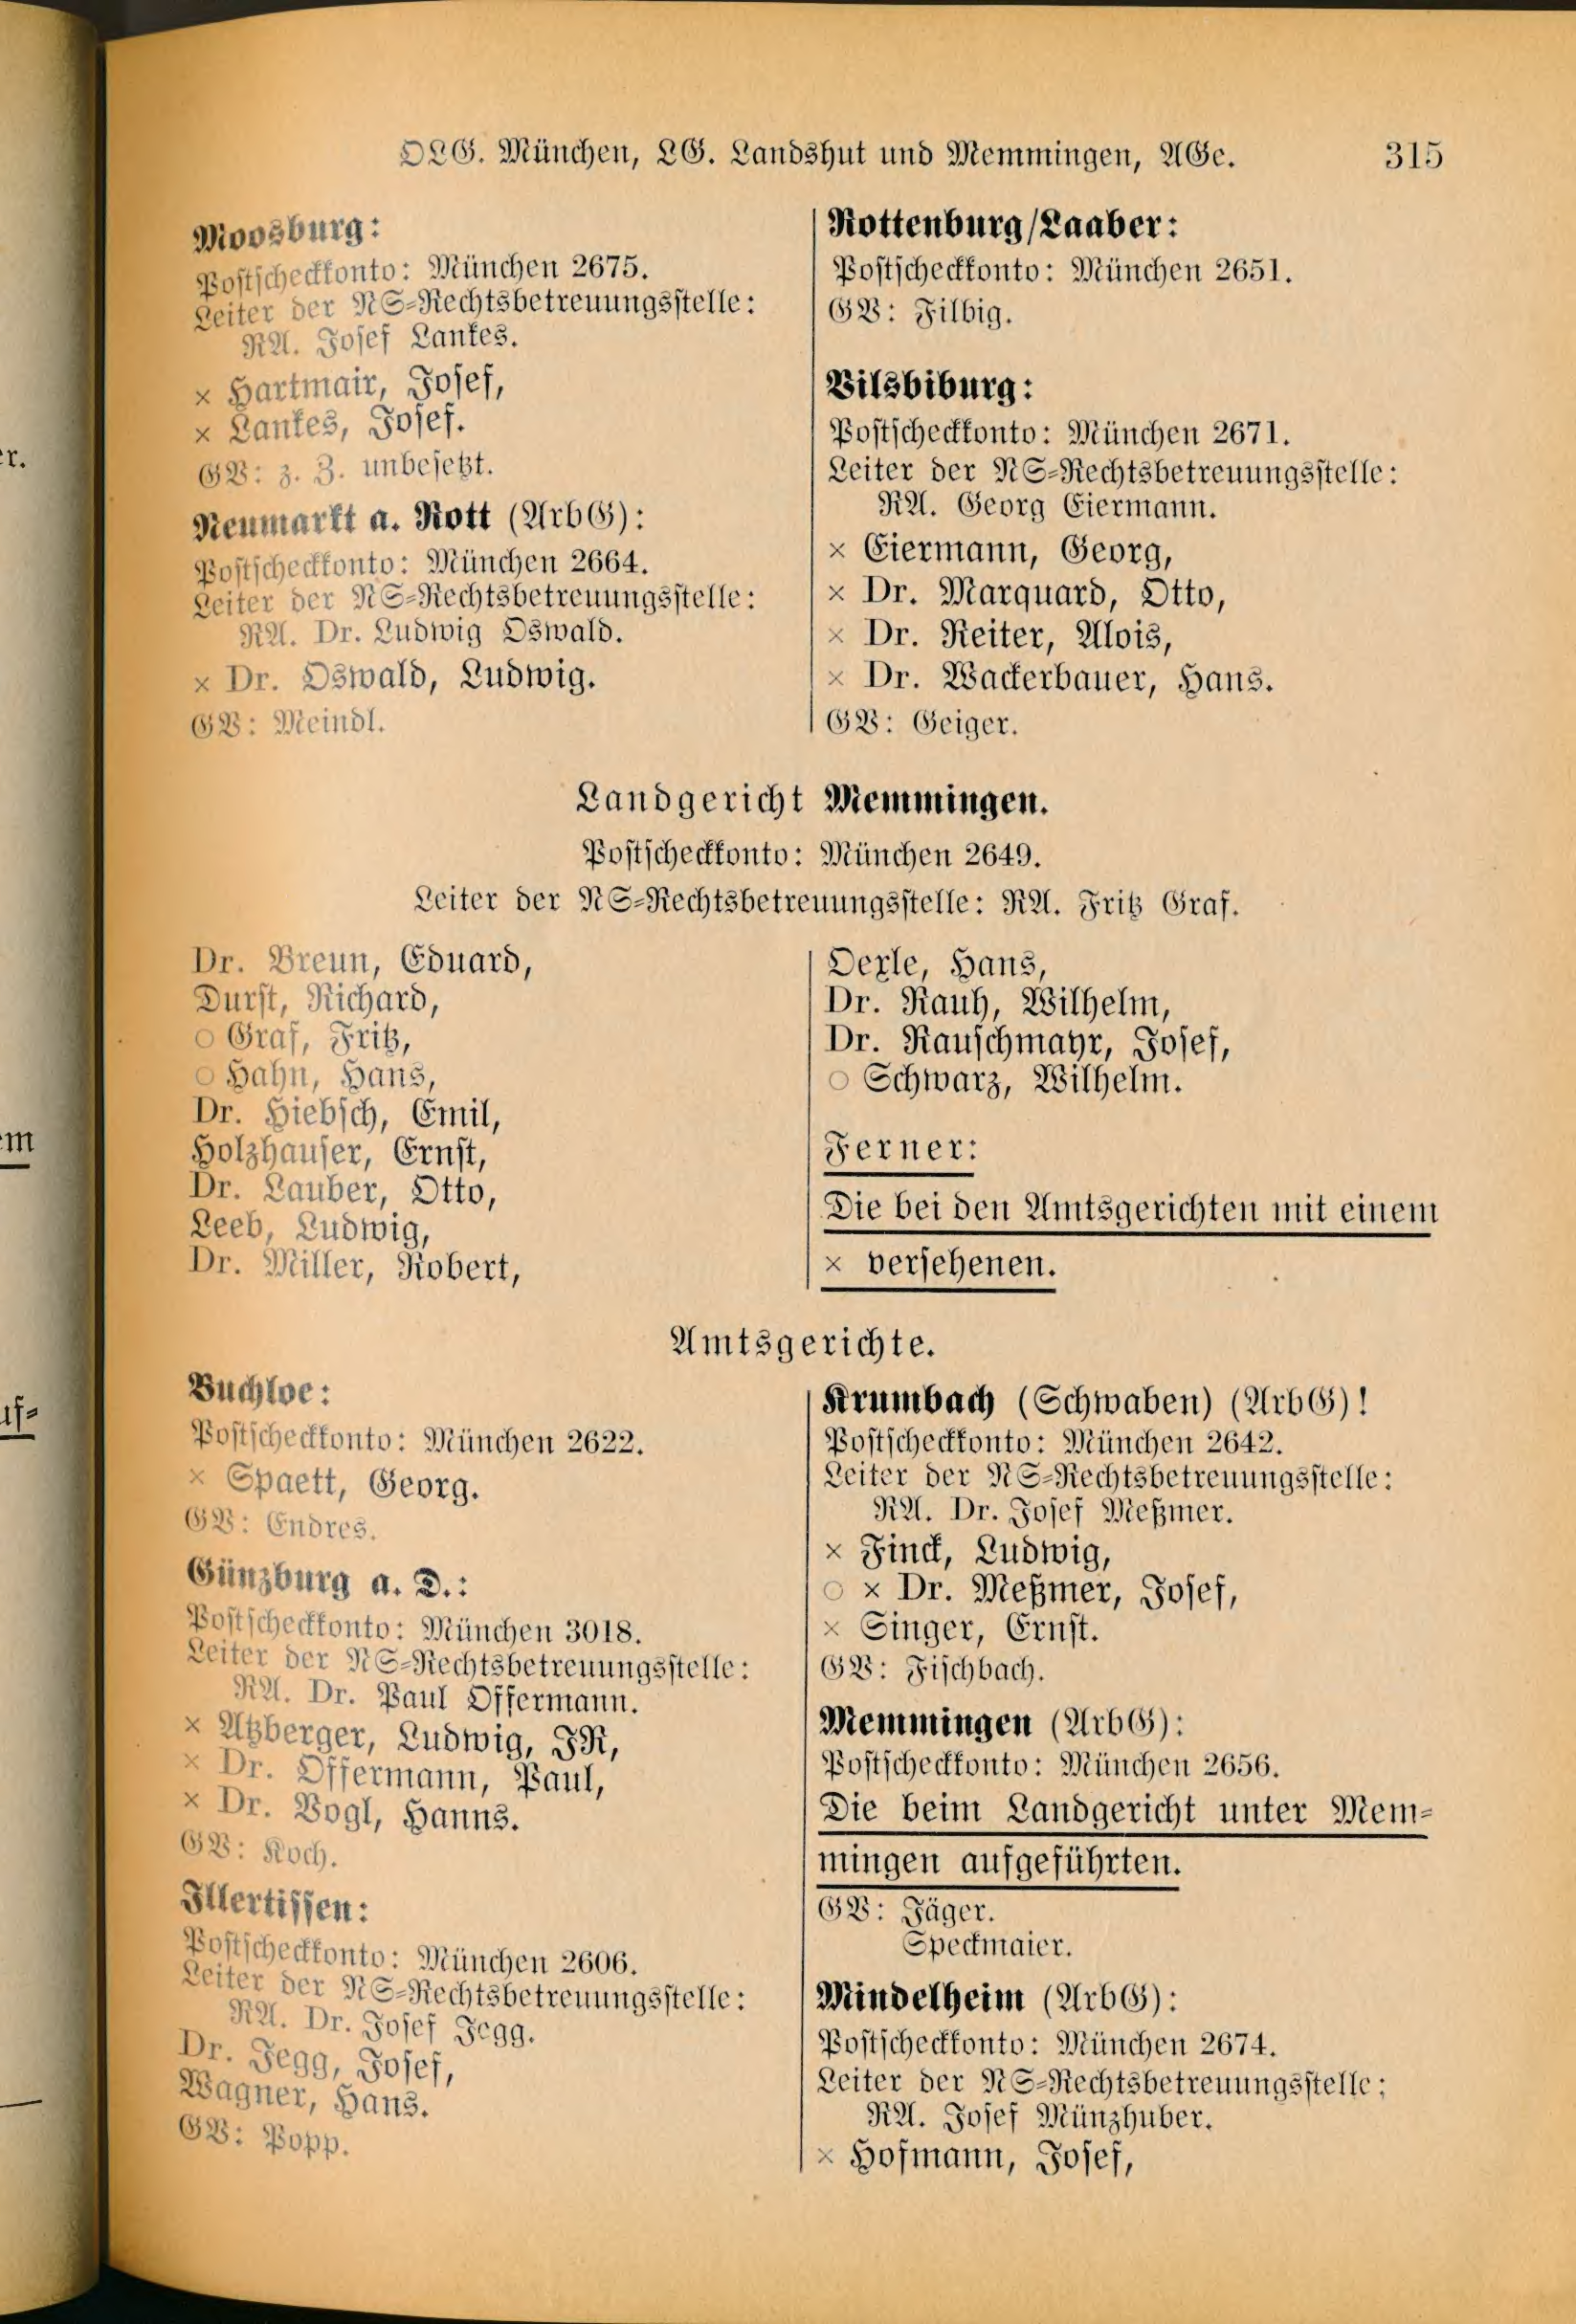 OLG. München, LG. Landshut und Memmingen, AGe. 315
Moosburg:
Postscheckkonto: München 2675.
Leiter der NS-Rechtsbetreuungsstelle:
RA. Josef Lankes.
× Hartmair, Josef,
× Lankes, Josef.
GV: z. Z. unbesetzt.
Neumarkt a. Rott (ArbG):
Postscheckkonto: München 2664.
Leiter der NS-Rechtsbetreuungsstelle:
RA. Dr. Ludwig Oswald.
× Dr. Oswald, Ludwig.
GV: Meindl.
Rottenburg/Laaber:
Postscheckkonto: München 2651.
GV: Filbig.
Vilsbiburg:
Postscheckkonto: München 2671.
Leiter der NS-Rechtsbetreuungsstelle:
RA. Georg Eiermann.
× Eiermann, Georg,
× Dr. Marquard, Otto,
× Dr. Reiter, Alois,
× Dr. Wackerbauer, Hans.
GV: Geiger.
Landgericht Memmingen.
Postscheckkonto: München 2649.
Leiter der NS-Rechtsbetreuungsstelle: RA. Fritz Graf.
Dr. Breun, Eduard,
Durst, Richard,
○ Graf, Fritz,
○ Hahn, Hans,
Dr. Hiebsch, Emil,
Holzhauser, Ernst,
Dr. Lauber, Otto,
Leeb, Ludwig,
Dr. Miller, Robert,
Oexle, Hans,
Dr. Rauh, Wilhelm,
Dr. Rauschmayr, Josef,
○ Schwarz, Wilhelm.
Ferner:
Die bei den Amtsgerichten mit einem
× versehenen.
Amtsgerichte.
Buchloe:
Postscheckkonto: München 2622.
× Spaett, Georg.
GV: Endres.
Günzburg a. D.:
Postscheckkonto: München 3018.
Leiter der NS-Rechtsbetreuungsstelle:
RA. Dr. Paul Offermann.
× Atzberger, Ludwig, JR,
× Dr. Offermann, Paul,
× Dr. Vogl, Hanns.
GV: Koch.
Illertissen:
Postscheckkonto: München 2606.
Leiter der NS-Rechtsbetreuungsstelle:
RA. Dr. Josef Jegg.
Dr. Jegg, Josef,
Wagner, Hans.
GV: Popp.
Krumbach (Schwaben) (ArbG)!
Postscheckkonto: München 2642.
Leiter der NS-Rechtsbetreuungsstelle:
RA. Dr. Josef Meßmer.
× Finck, Ludwig,
○ × Dr. Meßmer, Josef,
× Singer, Ernst.
GV: Fischbach.
Memmingen (ArbG):
Postscheckkonto: München 2656.
Die beim Landgericht unter Mem-
mingen aufgeführten.
GV: Jäger.
Speckmaier.
Mindelheim (ArbG):
Postscheckkonto: München 2674.
Leiter der NS-Rechtsbetreuungsstelle:
RA. Josef Münzhuber.
× Hofmann, Josef,